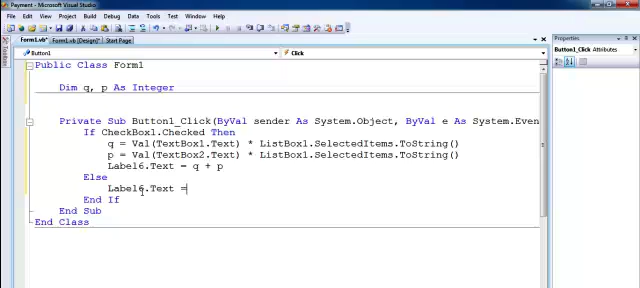 Payment - Microsoft Visual Studio
File Edit View Project Build Debug Data Tools Test Window Help
Form1.vb* Form1.vb [Design]* Start Page
Toolbox
Button1 Click
Public Class Form1
Dim q, p As Integer
Private Sub Button1_Click(ByVal sender As System.Object, ByVal e As System.Even
If CheckBox1.Checked Then
q = Val(TextBox1.Text) * ListBox1.SelectedItems.ToString()
p = Val(TextBox2.Text) * ListBox1.SelectedItems.ToString()
Label6.Text = q + p
Else
Label6.Text =
End If
End Sub
End Class
Properties
Button1_Click Attributes